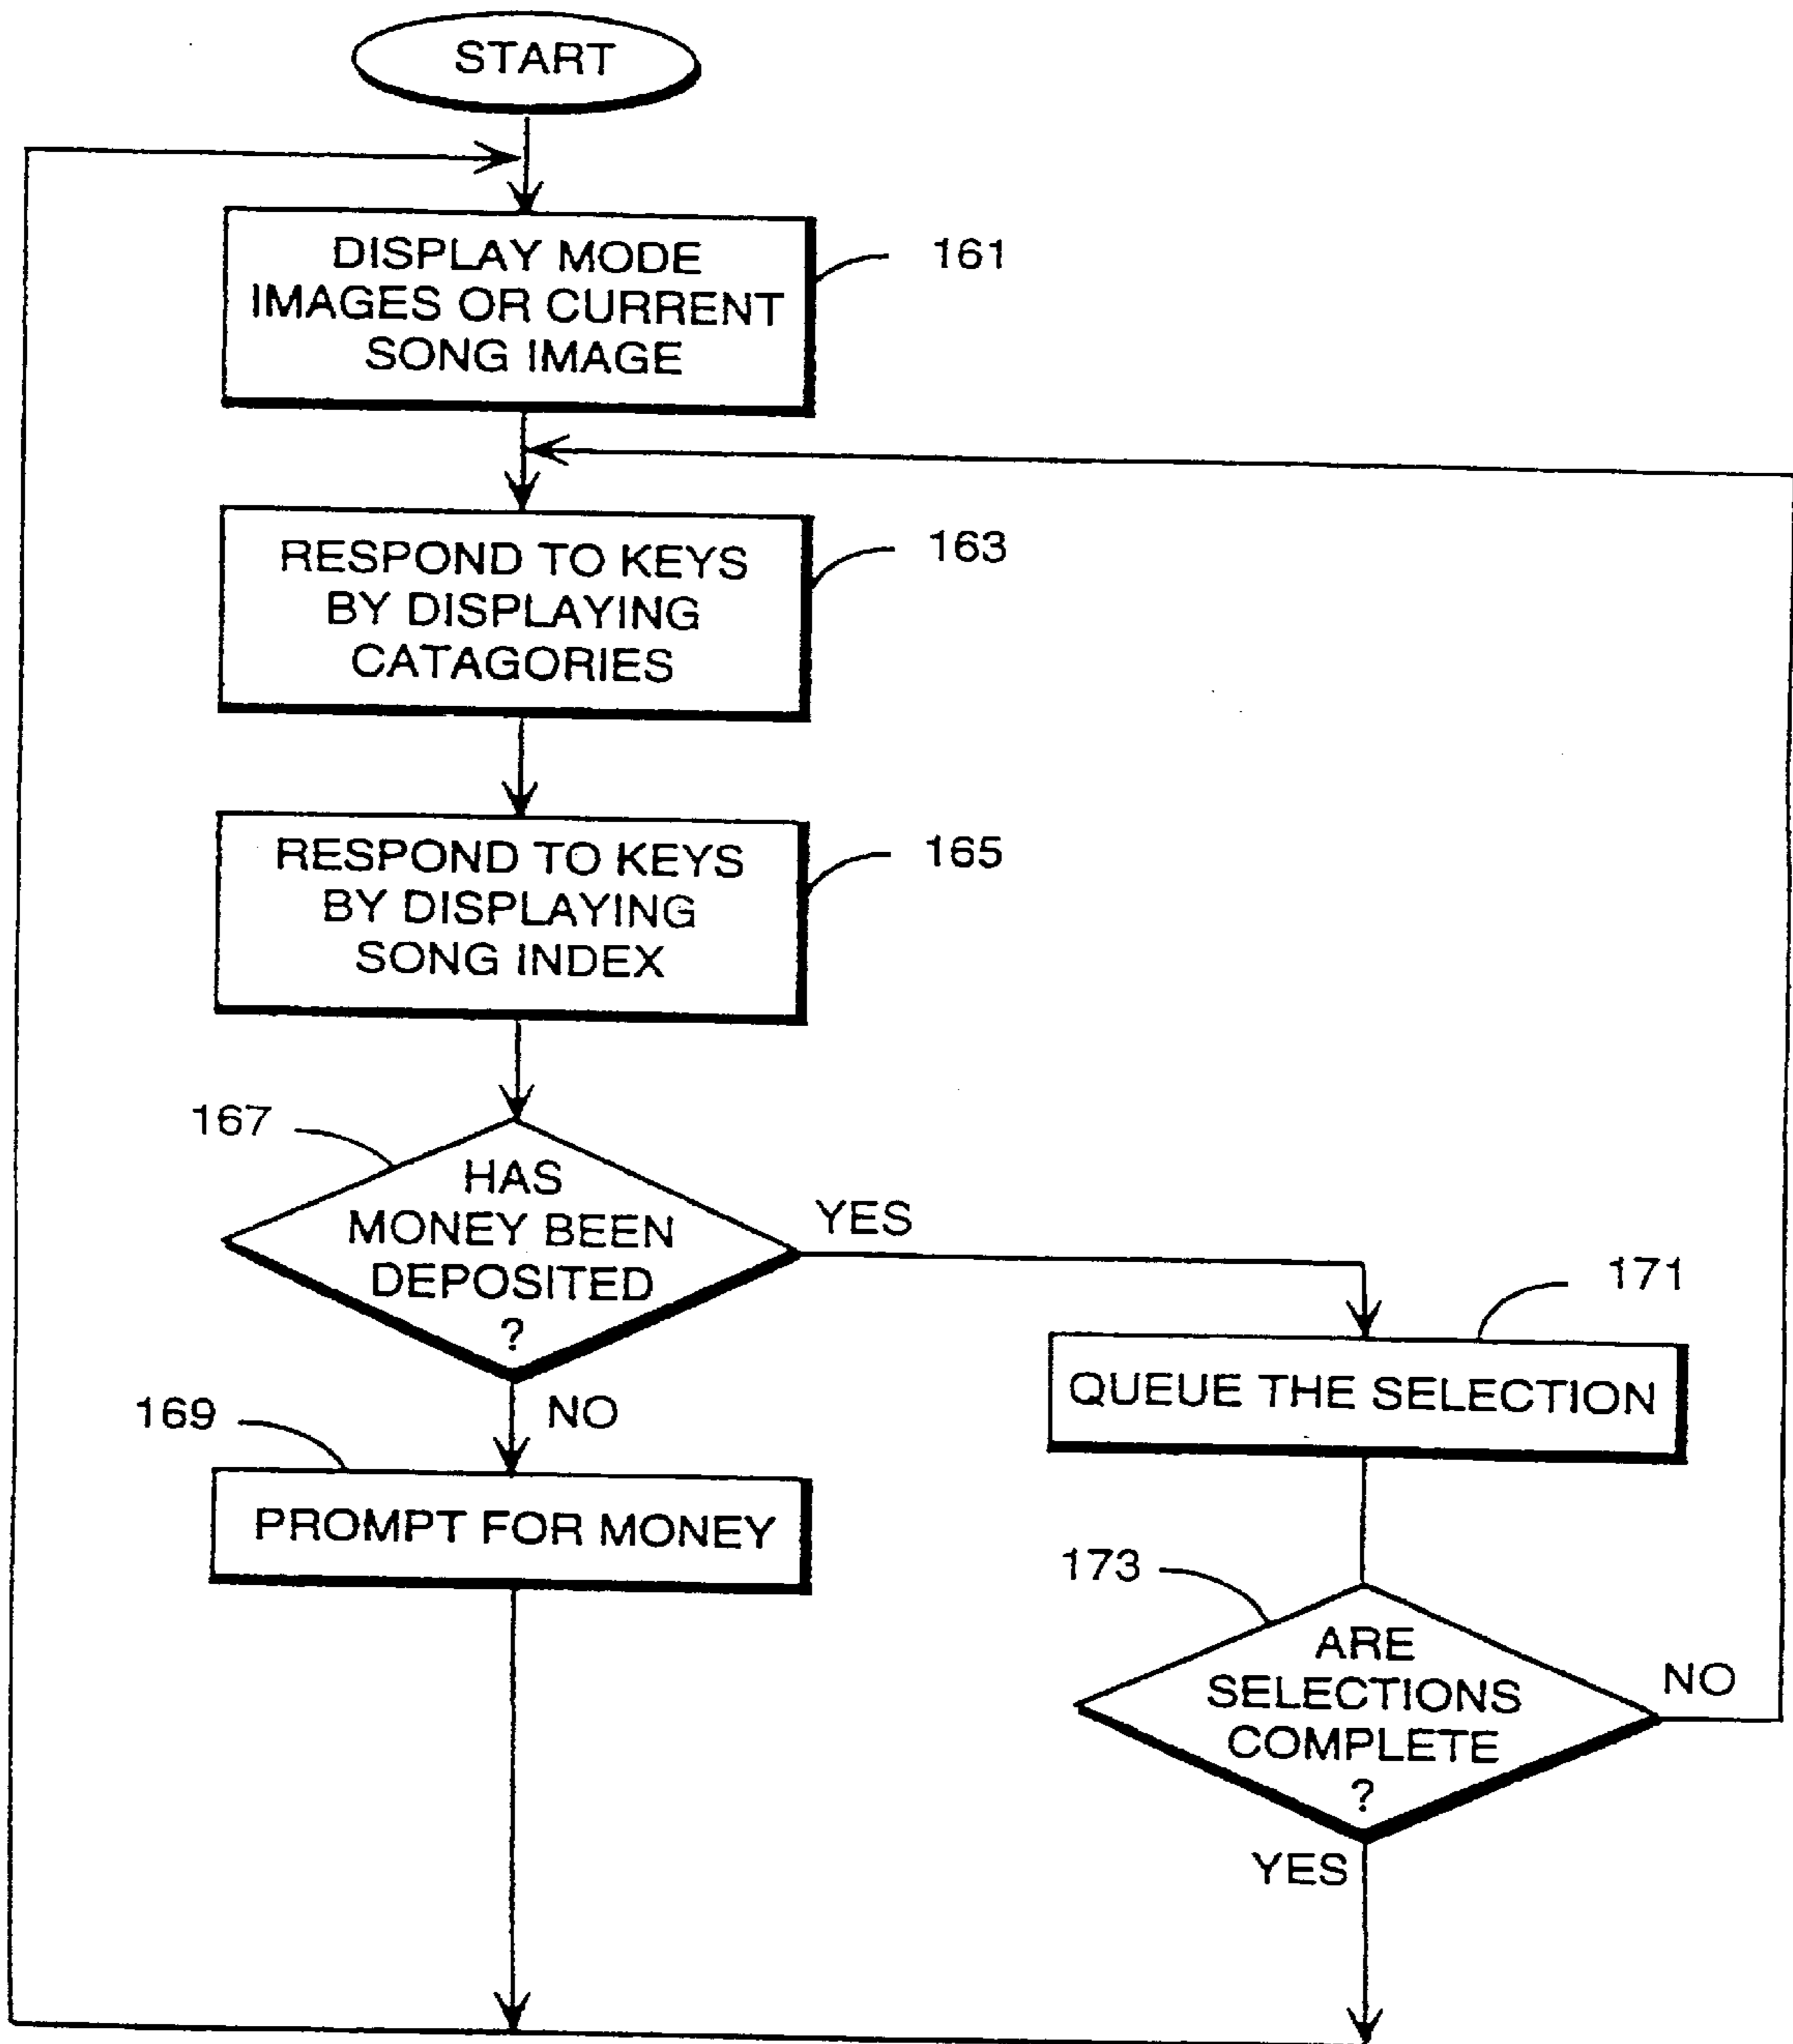 START
DISPLAY MODE
IMAGES OR CURRENT
SONG IMAGE
161
RESPOND TO KEYS
BY DISPLAYING
CATAGORIES
163
RESPOND TO KEYS
BY DISPLAYING
SONG INDEX
165
167
HAS
MONEY BEEN
DEPOSITED
?
YES
NO
169
PROMPT FOR MONEY
171
QUEUE THE SELECTION
173
ARE
SELECTIONS
COMPLETE
?
NO
YES